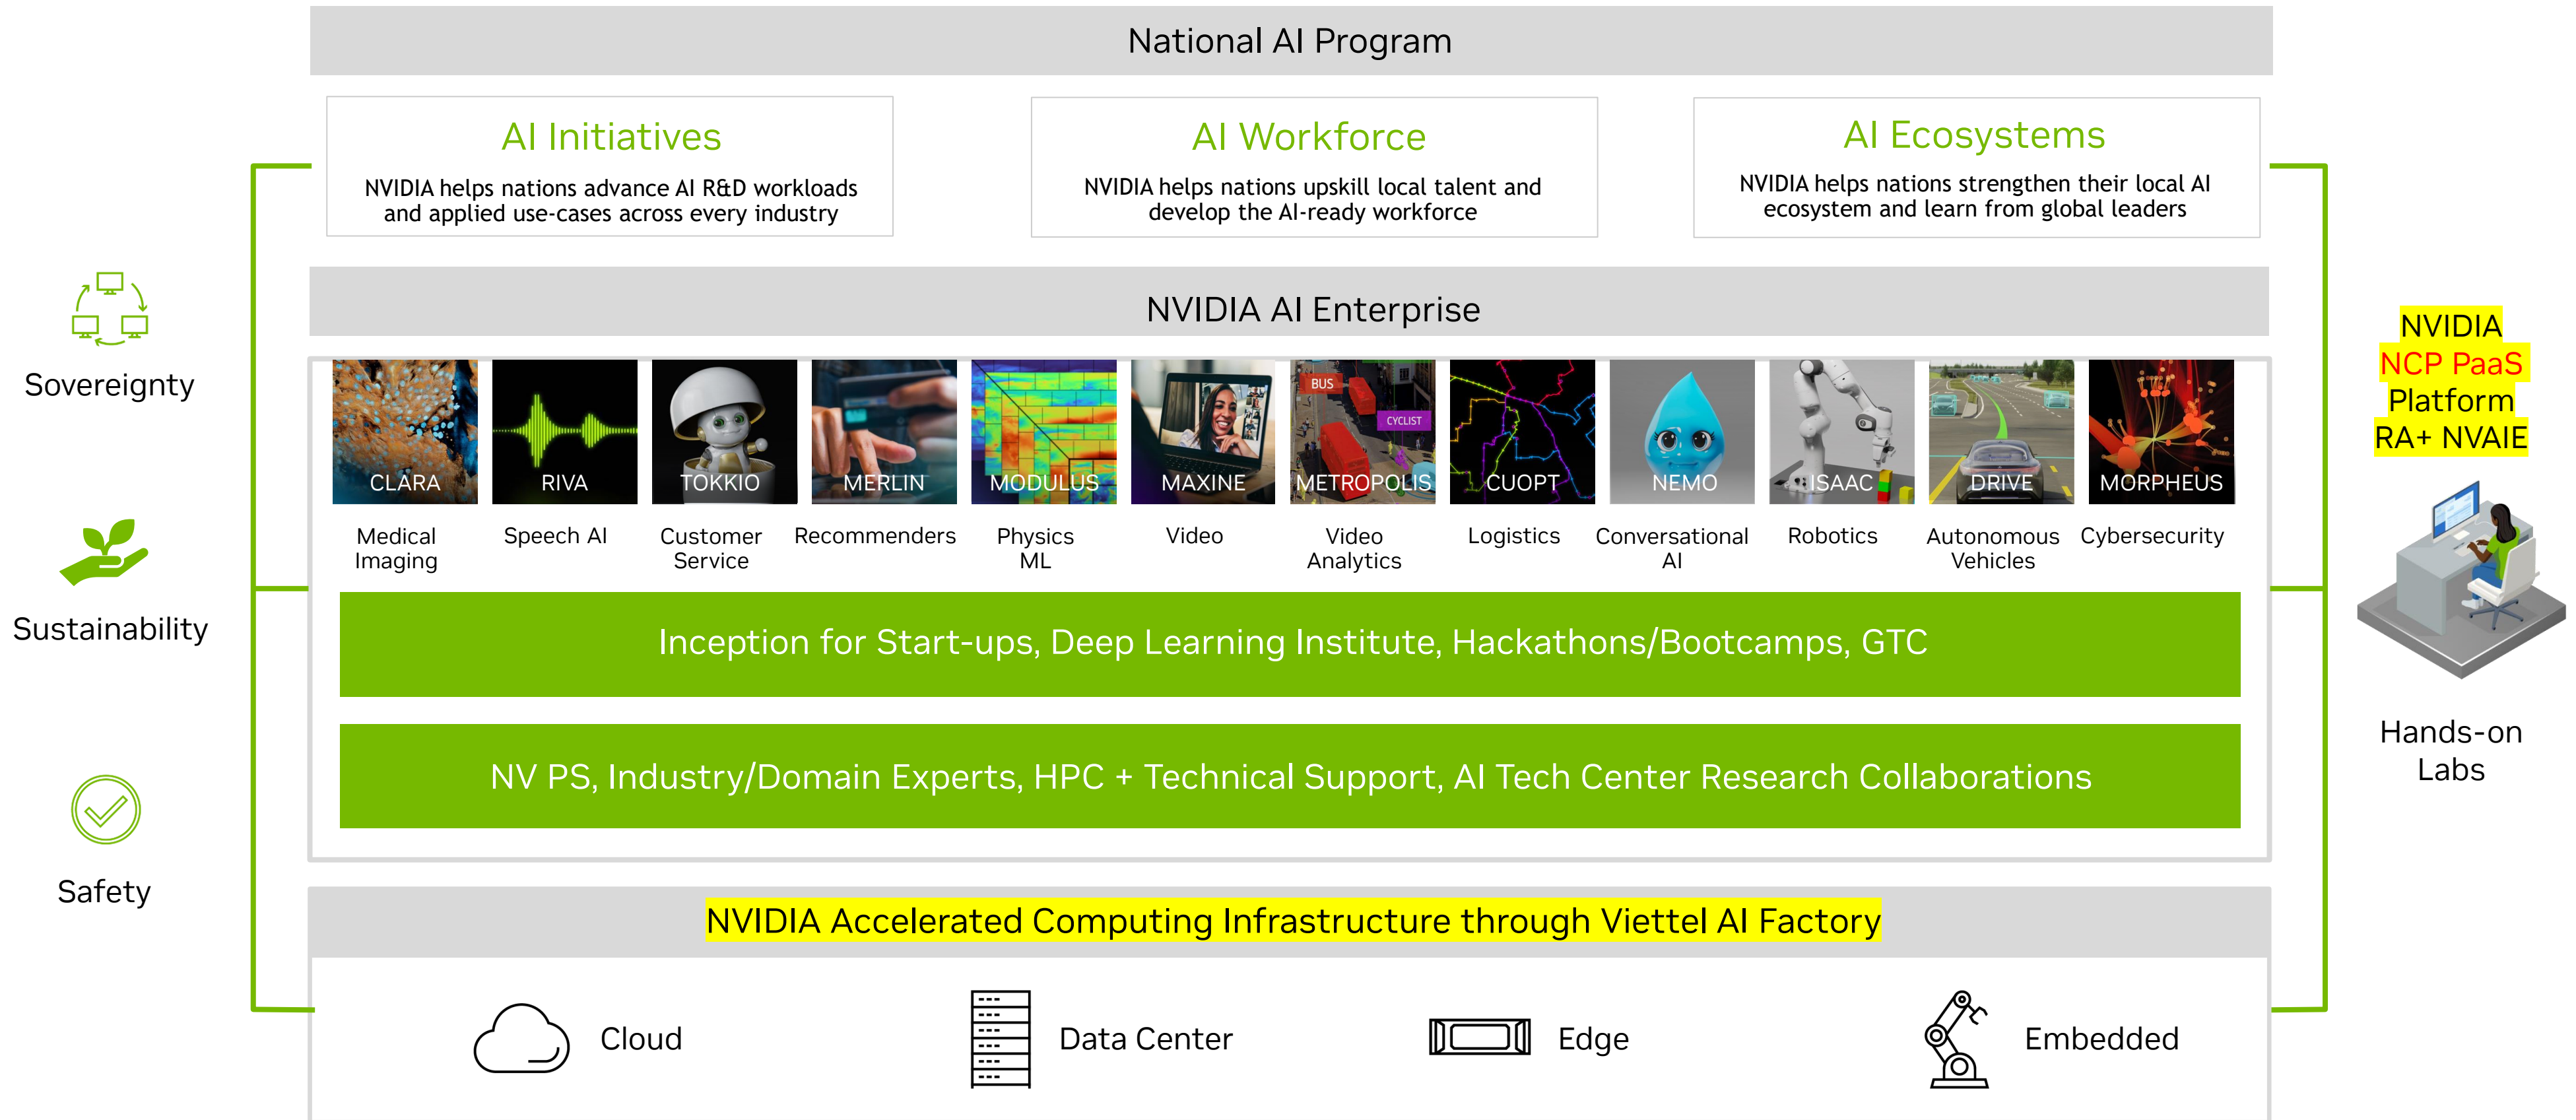 National AI Program
AI Initiatives
NVIDIA helps nations advance AI R&D workloads
and applied use-cases across every industry
AI Workforce
NVIDIA helps nations upskill local talent and
develop the AI-ready workforce
AI Ecosystems
NVIDIA helps nations strengthen their local AI
ecosystem and learn from global leaders
Sovereignty
Sustainability
Safety
NVIDIA AI Enterprise
CLARA
Medical
Imaging
RIVA
Speech AI
TOKKIO
Customer
Service
MERLIN
Recommenders
MODULUS
Physics
ML
MAXINE
Video
BUS
CYCLIST
METROPOLIS
Video
Analytics
CUOPT
Logistics
NEMO
Conversational
AI
ISAAC
Robotics
DRIVE
Autonomous
Vehicles
MORPHEUS
Cybersecurity
Inception for Start-ups, Deep Learning Institute, Hackathons/Bootcamps, GTC
NV PS, Industry/Domain Experts, HPC + Technical Support, AI Tech Center Research Collaborations
NVIDIA
NCP PaaS
Platform
RA+ NVAIE
Hands-on
Labs
NVIDIA Accelerated Computing Infrastructure through Viettel AI Factory
Cloud
Data Center
Edge
Embedded